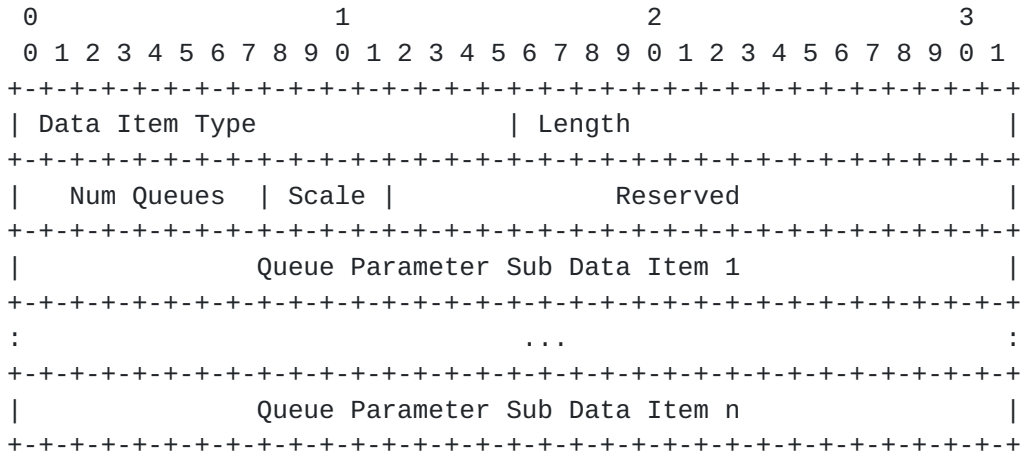 0                   1                   2                   3
 0 1 2 3 4 5 6 7 8 9 0 1 2 3 4 5 6 7 8 9 0 1 2 3 4 5 6 7 8 9 0 1
+-+-+-+-+-+-+-+-+-+-+-+-+-+-+-+-+-+-+-+-+-+-+-+-+-+-+-+-+-+-+-+-+
| Data Item Type                | Length                        |
+-+-+-+-+-+-+-+-+-+-+-+-+-+-+-+-+-+-+-+-+-+-+-+-+-+-+-+-+-+-+-+-+
|   Num Queues  | Scale |              Reserved                 |
+-+-+-+-+-+-+-+-+-+-+-+-+-+-+-+-+-+-+-+-+-+-+-+-+-+-+-+-+-+-+-+-+
|               Queue Parameter Sub Data Item 1                 |
+-+-+-+-+-+-+-+-+-+-+-+-+-+-+-+-+-+-+-+-+-+-+-+-+-+-+-+-+-+-+-+-+
:                                ...                            :
+-+-+-+-+-+-+-+-+-+-+-+-+-+-+-+-+-+-+-+-+-+-+-+-+-+-+-+-+-+-+-+-+
|               Queue Parameter Sub Data Item n                 |
+-+-+-+-+-+-+-+-+-+-+-+-+-+-+-+-+-+-+-+-+-+-+-+-+-+-+-+-+-+-+-+-+